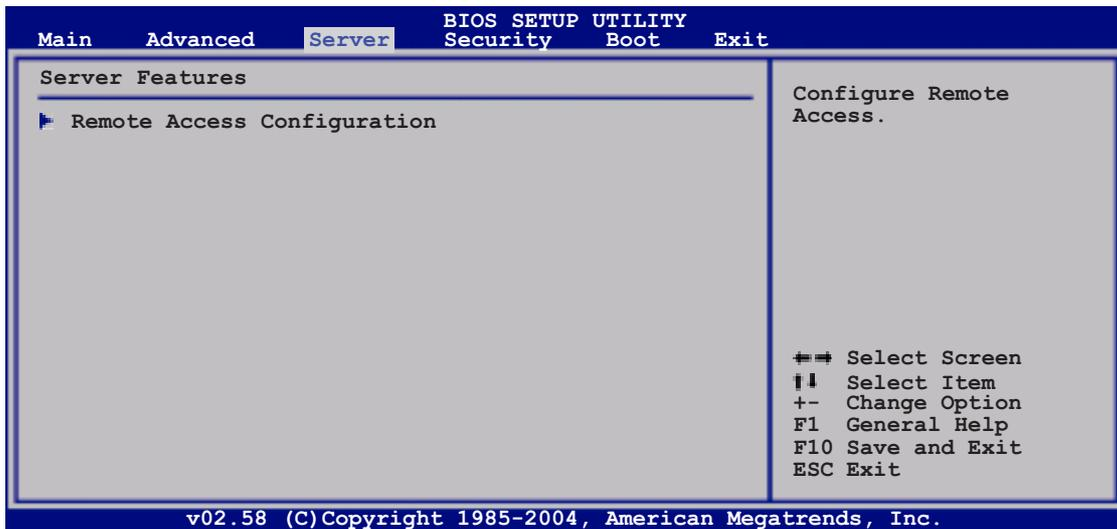 BIOS SETUP UTILITY
Main Advanced Server Security Boot Exit
Server Features
Remote Access Configuration
Configure Remote
Access.
←→ Select Screen
↑↓ Select Item
+- Change Option
F1 General Help
F10 Save and Exit
ESC Exit
v02.58 (C)Copyright 1985-2004, American Megatrends, Inc.